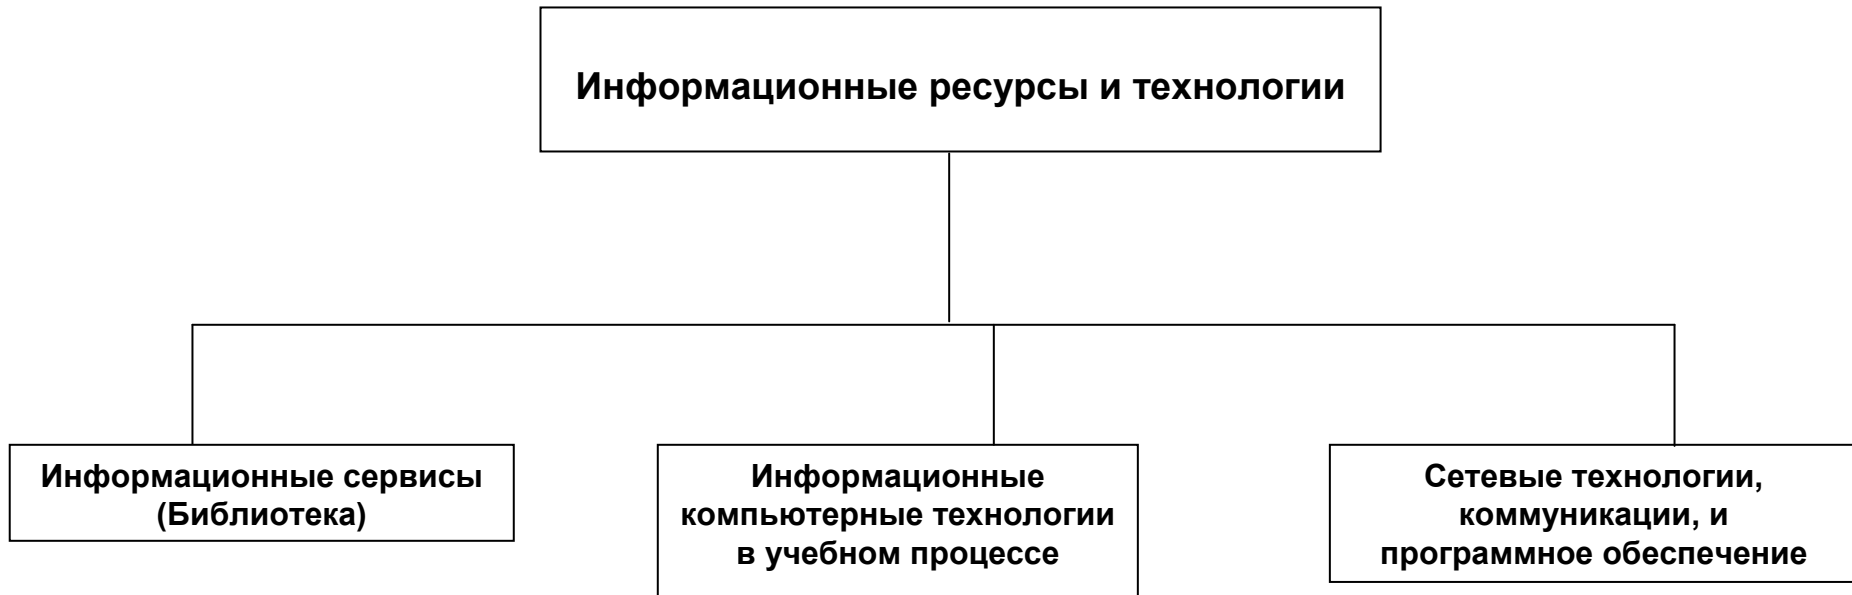 Информационные ресурсы и технологии
Информационные сервисы
(Библиотека)
Информационные
компьютерные технологии
в учебном процессе
Сетевые технологии,
коммуникации, и
программное обеспечение